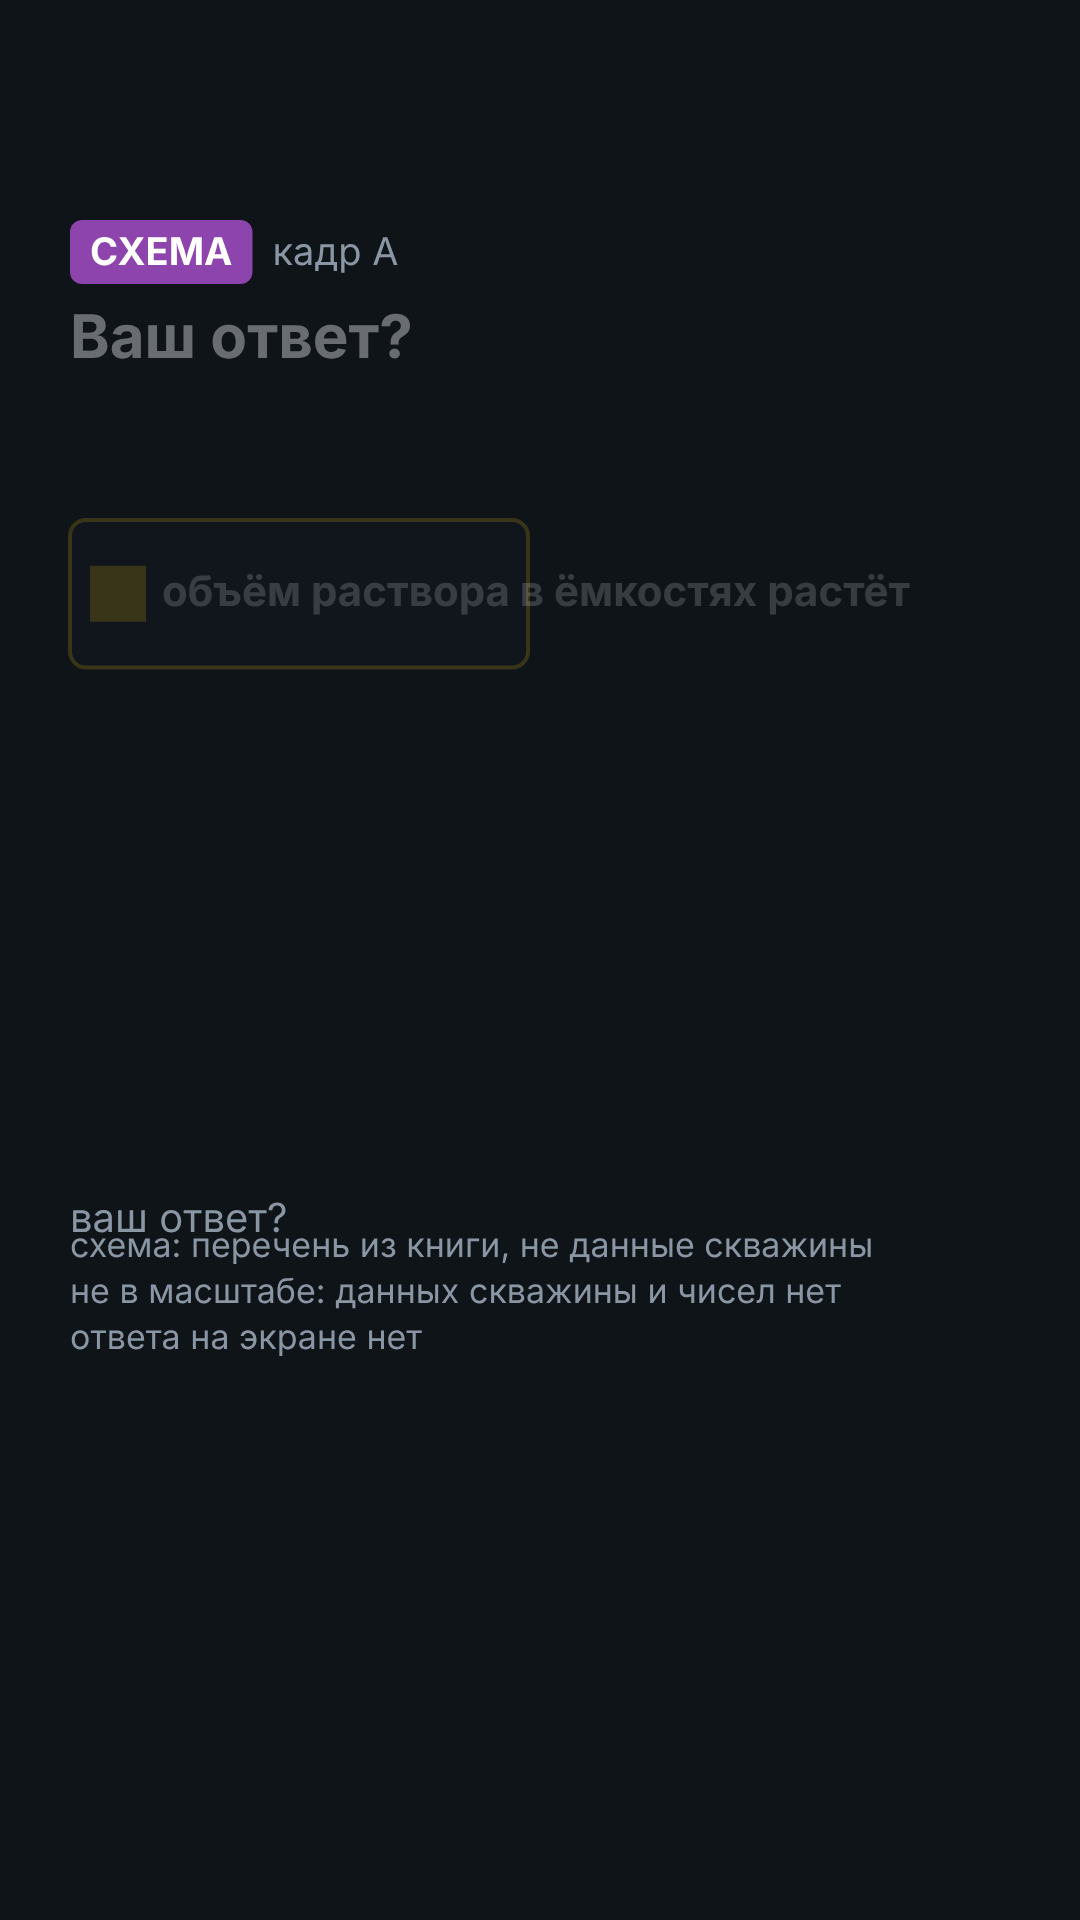 СХЕМА кадр А
Ваш ответ?
объём раствора в ёмкостях растёт
ваш ответ?
схема: перечень из книги, не данные скважины
не в масштабе: данных скважины и чисел нет
ответа на экране нет